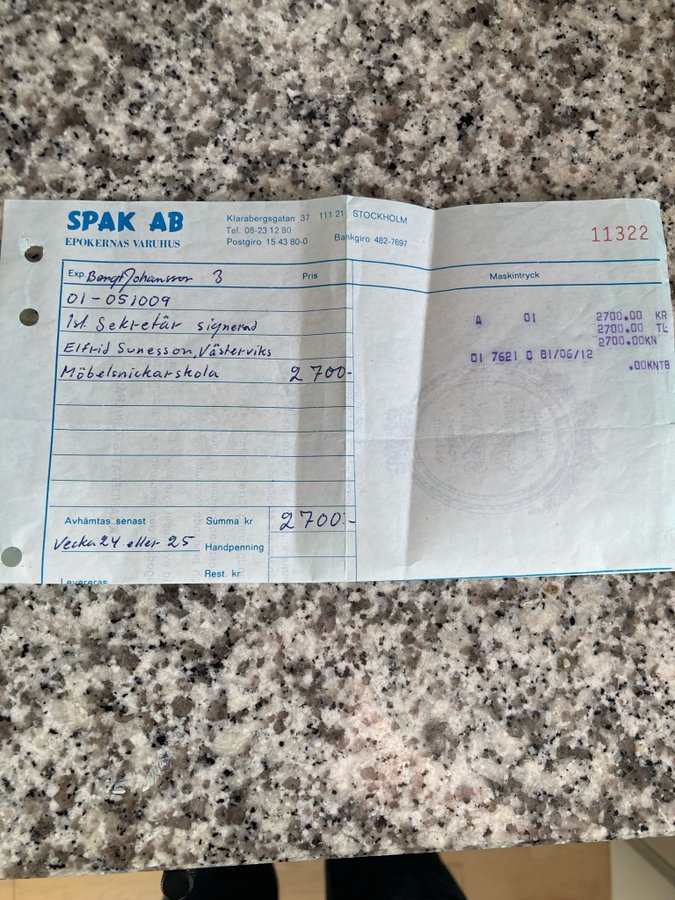 SPAK AB
EPOKERNAS VARUHUS
Klarabergsgatan 37 111 21 STOCKHOLM
Tel. 08-23 12 80
Postgiro 15 43 80-0 Bankgiro 482-7697
11322
Exp. Bengt Johansson 3 Pris
Maskintryck
01-051009
1st. Sekretär signerad
Elfrid Sunesson, Västerviks
Möbelsnickarskola 2700-
A 01 2700.00 KR
2700.00 TL
2700.00KN
01 7621 0 81/06/12
.00KNTB
Avhämtas senast Summa kr 2700:-
Vecka 24 eller 25 Handpenning
Rest. kr
Levereras